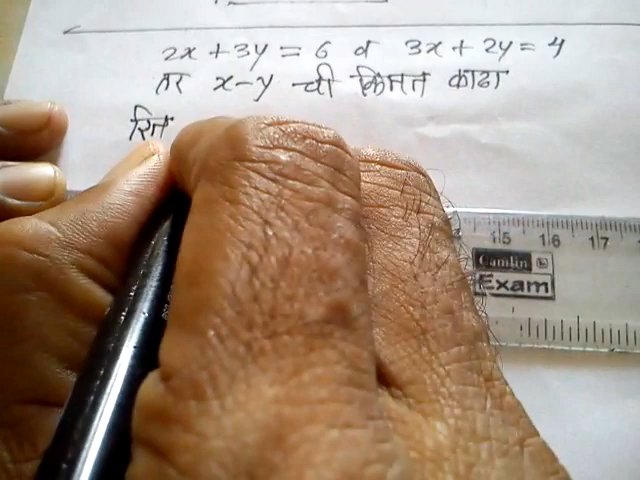 2x + 3y = 6 व 3x + 2y = 4
तर x-y ची किंमत काढा
रित
15 16 17
Camlin
Exam